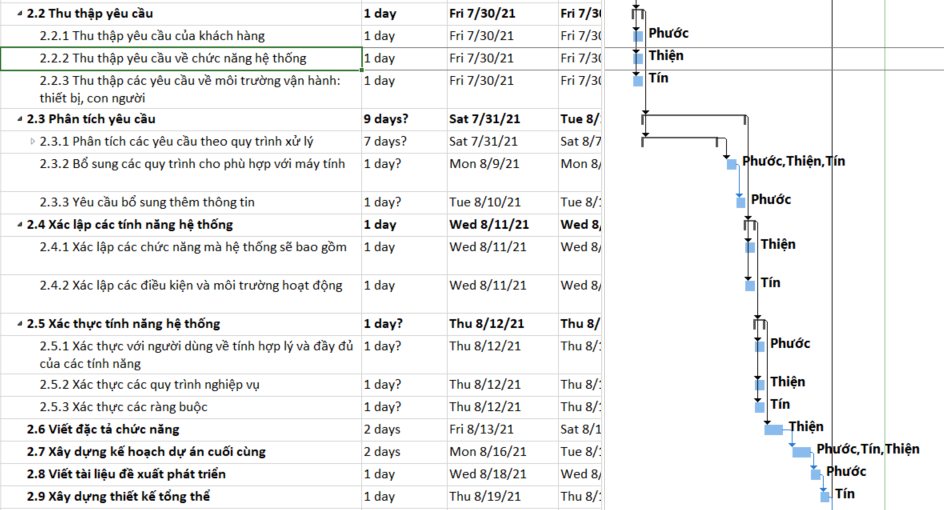 2.2 Thu thập yêu cầu 1 day Fri 7/30/21 Fri 7/30
2.2.1 Thu thập yêu cầu của khách hàng 1 day Fri 7/30/21 Fri 7/30 Phước
2.2.2 Thu thập yêu cầu về chức năng hệ thống 1 day Fri 7/30/21 Fri 7/30 Thiện
2.2.3 Thu thập các yêu cầu về môi trường vận hành: 1 day Fri 7/30/21 Fri 7/30 Tín
thiết bị, con người
2.3 Phân tích yêu cầu 9 days? Sat 7/31/21 Tue 8/
2.3.1 Phân tích các yêu cầu theo quy trình xử lý 7 days? Sat 7/31/21 Sat 8/7
2.3.2 Bổ sung các quy trình cho phù hợp với máy tính 1 day? Mon 8/9/21 Mon 8/ Phước,Thiện,Tín
2.3.3 Yêu cầu bổ sung thêm thông tin 1 day? Tue 8/10/21 Tue 8/1 Phước
2.4 Xác lập các tính năng hệ thống 1 day Wed 8/11/21 Wed 8/
2.4.1 Xác lập các chức năng mà hệ thống sẽ bao gồm 1 day Wed 8/11/21 Wed 8/ Thiện
2.4.2 Xác lập các điều kiện và môi trường hoạt động 1 day Wed 8/11/21 Wed 8/ Tín
2.5 Xác thực tính năng hệ thống 1 day? Thu 8/12/21 Thu 8/
2.5.1 Xác thực với người dùng về tính hợp lý và đầy đủ 1 day? Thu 8/12/21 Thu 8/1 Phước
của các tính năng
2.5.2 Xác thực các quy trình nghiệp vụ 1 day? Thu 8/12/21 Thu 8/1 Thiện
2.5.3 Xác thực các ràng buộc 1 day? Thu 8/12/21 Thu 8/1 Tín
2.6 Viết đặc tả chức năng 2 days Fri 8/13/21 Sat 8/1 Thiện
2.7 Xây dựng kế hoạch dự án cuối cùng 2 days Mon 8/16/21 Tue 8/1 Phước,Tín,Thiện
2.8 Viết tài liệu đề xuất phát triển 1 day Wed 8/18/21 Wed 8/ Phước
2.9 Xây dựng thiết kế tổng thể 1 day Thu 8/19/21 Thu 8/1 Tín